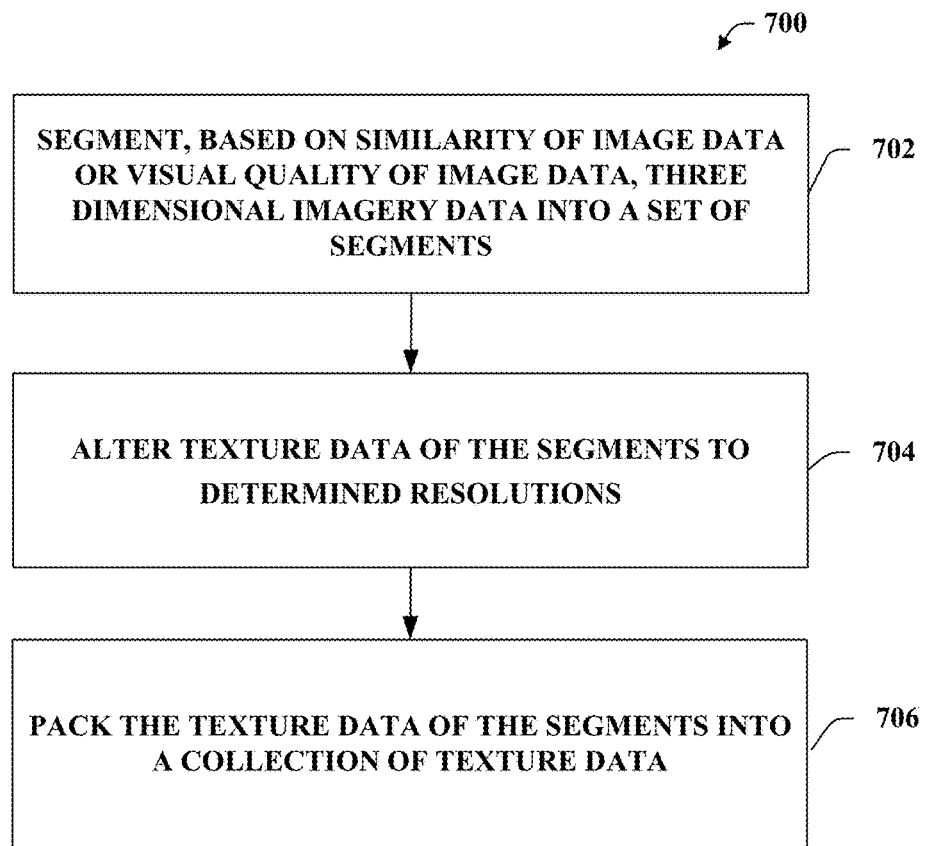 700
SEGMENT, BASED ON SIMILARITY OF IMAGE DATA
OR VISUAL QUALITY OF IMAGE DATA, THREE
DIMENSIONAL IMAGERY DATA INTO A SET OF
SEGMENTS
702
ALTER TEXTURE DATA OF THE SEGMENTS TO
DETERMINED RESOLUTIONS
704
PACK THE TEXTURE DATA OF THE SEGMENTS INTO
A COLLECTION OF TEXTURE DATA
706